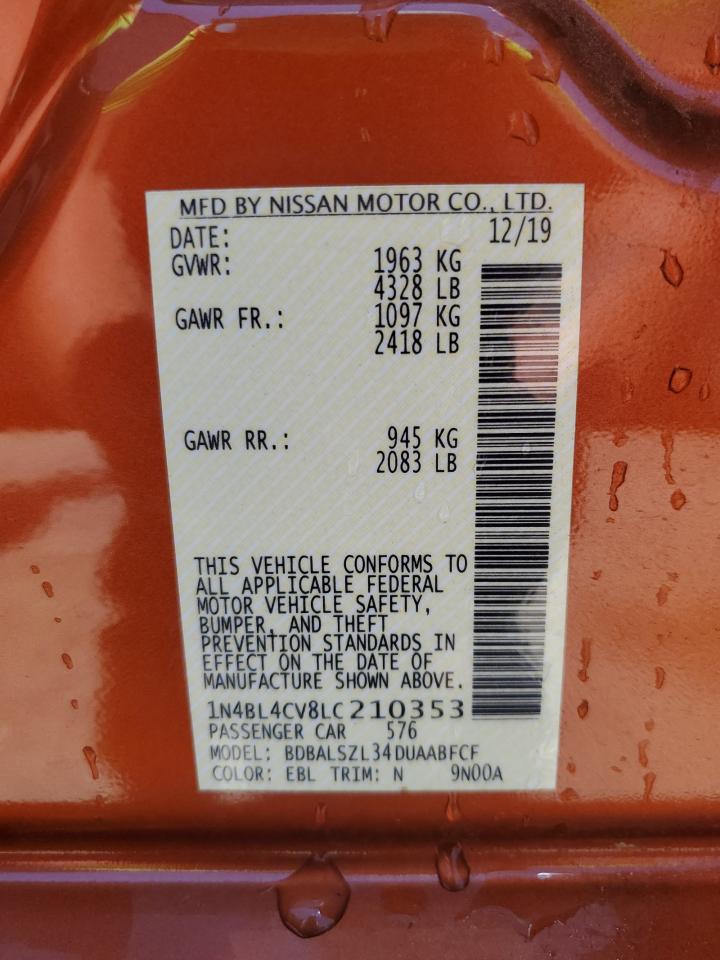 MFD BY NISSAN MOTOR CO., LTD.
DATE: 12/19
GVWR: 1963 KG
4328 LB
GAWR FR.: 1097 KG
2418 LB
GAWR RR.: 945 KG
2083 LB
THIS VEHICLE CONFORMS TO
ALL APPLICABLE FEDERAL
MOTOR VEHICLE SAFETY,
BUMPER, AND THEFT
PREVENTION STANDARDS IN
EFFECT ON THE DATE OF
MANUFACTURE SHOWN ABOVE.
1N4BL4CV8LC210353
PASSENGER CAR 576
MODEL: BDBALSZL34DUAABFCF
COLOR: EBL TRIM: N 9N00A